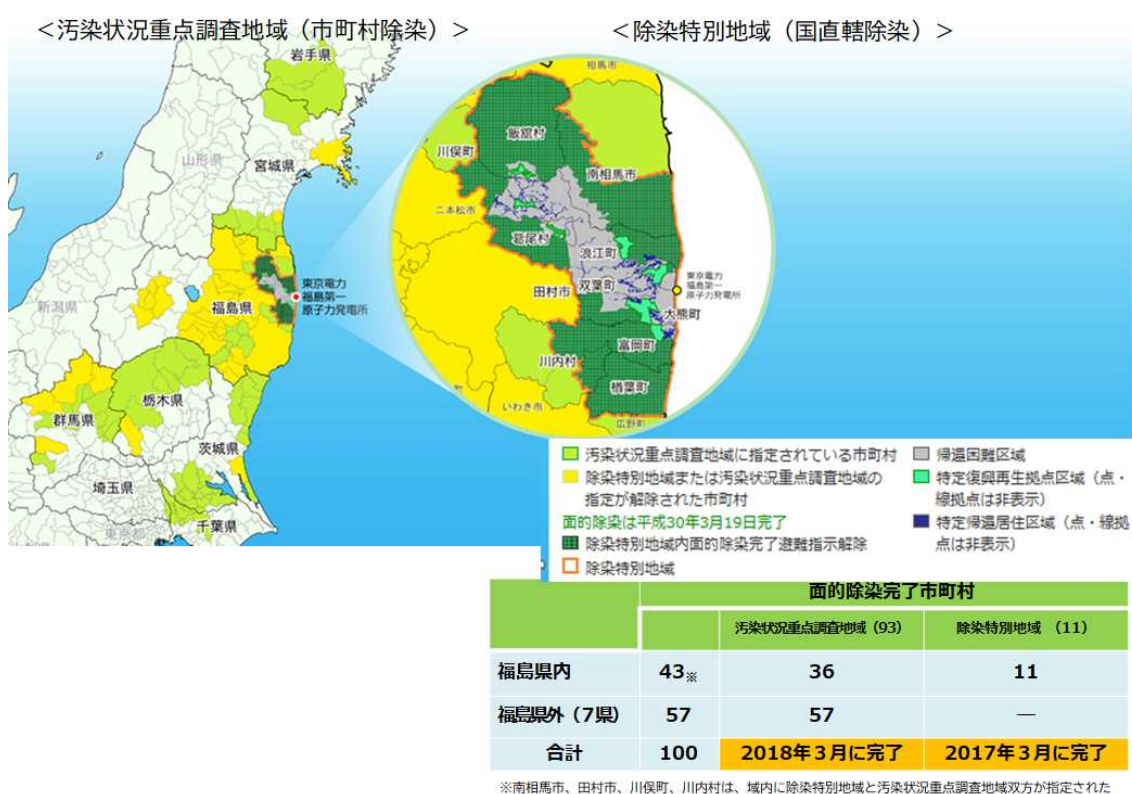 ＜汚染状況重点調査地域（市町村除染）＞
＜除染特別地域（国直轄除染）＞
岩手県
山形県
宮城県
新潟県
福島県
東京電力
福島第一
原子力発電所
群馬県
栃木県
茨城県
埼玉県
東京都
千葉県
相馬市
飯舘村
川俣町
南相馬市
二本松市
葛尾村
浪江町
田村市
双葉町
東京電力
福島第一
原子力発電所
大熊町
川内村
富岡町
楢葉町
いわき市
広野町
汚染状況重点調査地域に指定されている市町村
除染特別地域または汚染状況重点調査地域の
指定が解除された市町村
面的除染は平成30年3月19日完了
除染特別地域内面的除染完了避難指示解除
除染特別地域
帰還困難区域
特定復興再生拠点区域（点・
線拠点は非表示）
特定帰還居住区域（点・線拠
点は非表示）
面的除染完了市町村
汚染状況重点調査地域（93） 除染特別地域 （11）
福島県内 43※ 36 11
福島県外（7県） 57 57 ―
合計 100 2018年３月に完了 2017年３月に完了
※南相馬市、田村市、川俣町、川内村は、域内に除染特別地域と汚染状況重点調査地域双方が指定された